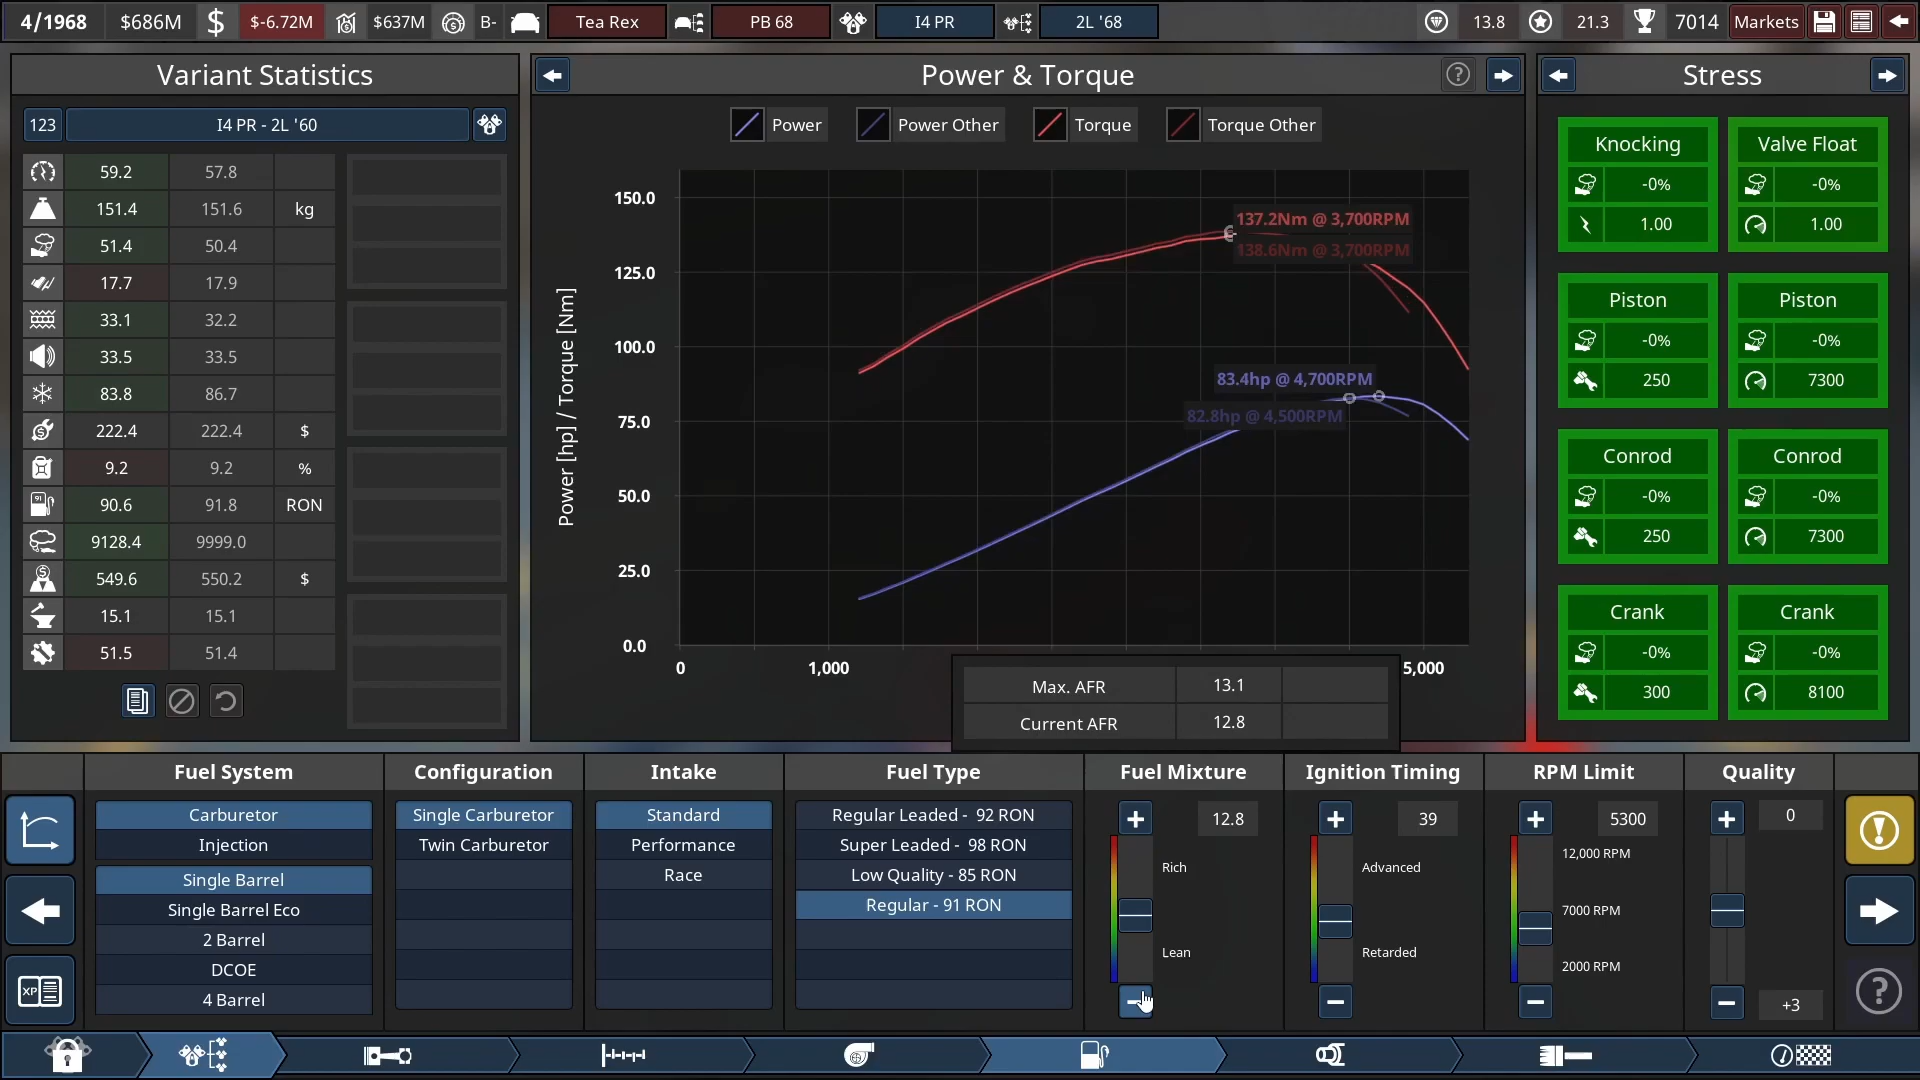 4/1968 $686M $ $-6.72M $637M B- Tea Rex PB 68 I4 PR 2L '68 13.8 21.3 7014 Markets
Variant Statistics
123 I4 PR - 2L '60
59.2 57.8
151.4 151.6 kg
51.4 50.4
17.7 17.9
33.1 32.2
33.5 33.5
83.8 86.7
222.4 222.4 $
9.2 9.2 %
91 90.6 91.8 RON
9128.4 9999.0
549.6 550.2 $
15.1 15.1
51.5 51.4
Power & Torque ?
Power Power Other Torque Torque Other
Power [hp] / Torque [Nm]
150.0
125.0
100.0
75.0
50.0
25.0
0.0
137.2Nm @ 3,700RPM
138.6Nm @ 3,700RPM
83.4hp @ 4,700RPM
82.8hp @ 4,500RPM
0 1,000 5,000
Max. AFR 13.1
Current AFR 12.8
Stress
Knocking Valve Float
-0% -0%
1.00 1.00
Piston Piston
-0% -0%
250 7300
Conrod Conrod
-0% -0%
250 7300
Crank Crank
-0% -0%
300 8100
Fuel System
Carburetor
Injection
Single Barrel
Single Barrel Eco
2 Barrel
DCOE
4 Barrel
Configuration
Single Carburetor
Twin Carburetor
Intake
Standard
Performance
Race
Fuel Type
Regular Leaded - 92 RON
Super Leaded - 98 RON
Low Quality - 85 RON
Regular - 91 RON
Fuel Mixture
+ 12.8
Rich
Lean
Ignition Timing
+ 39
Advanced
Retarded
RPM Limit
+ 5300
12,000 RPM
7000 RPM
2000 RPM
Quality
+ 0
+3
XP
?